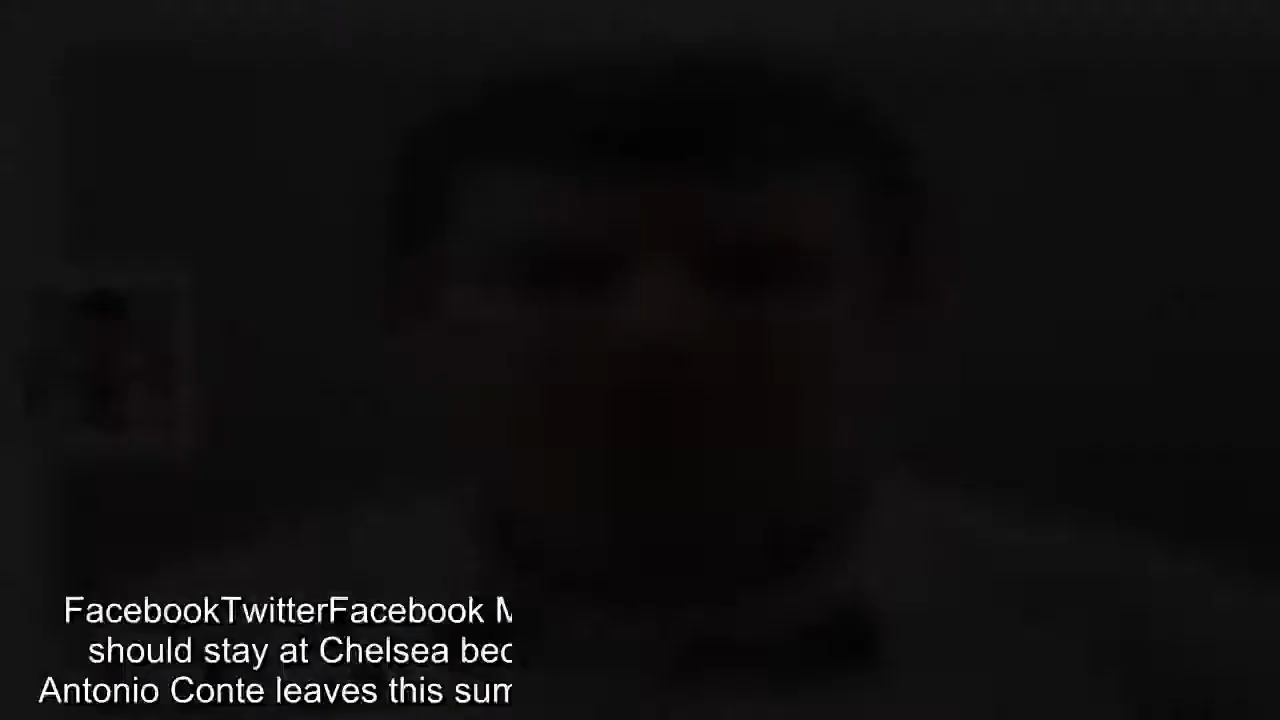 FacebookTwitterFacebook
should stay at Chelsea
Antonio Conte leaves this